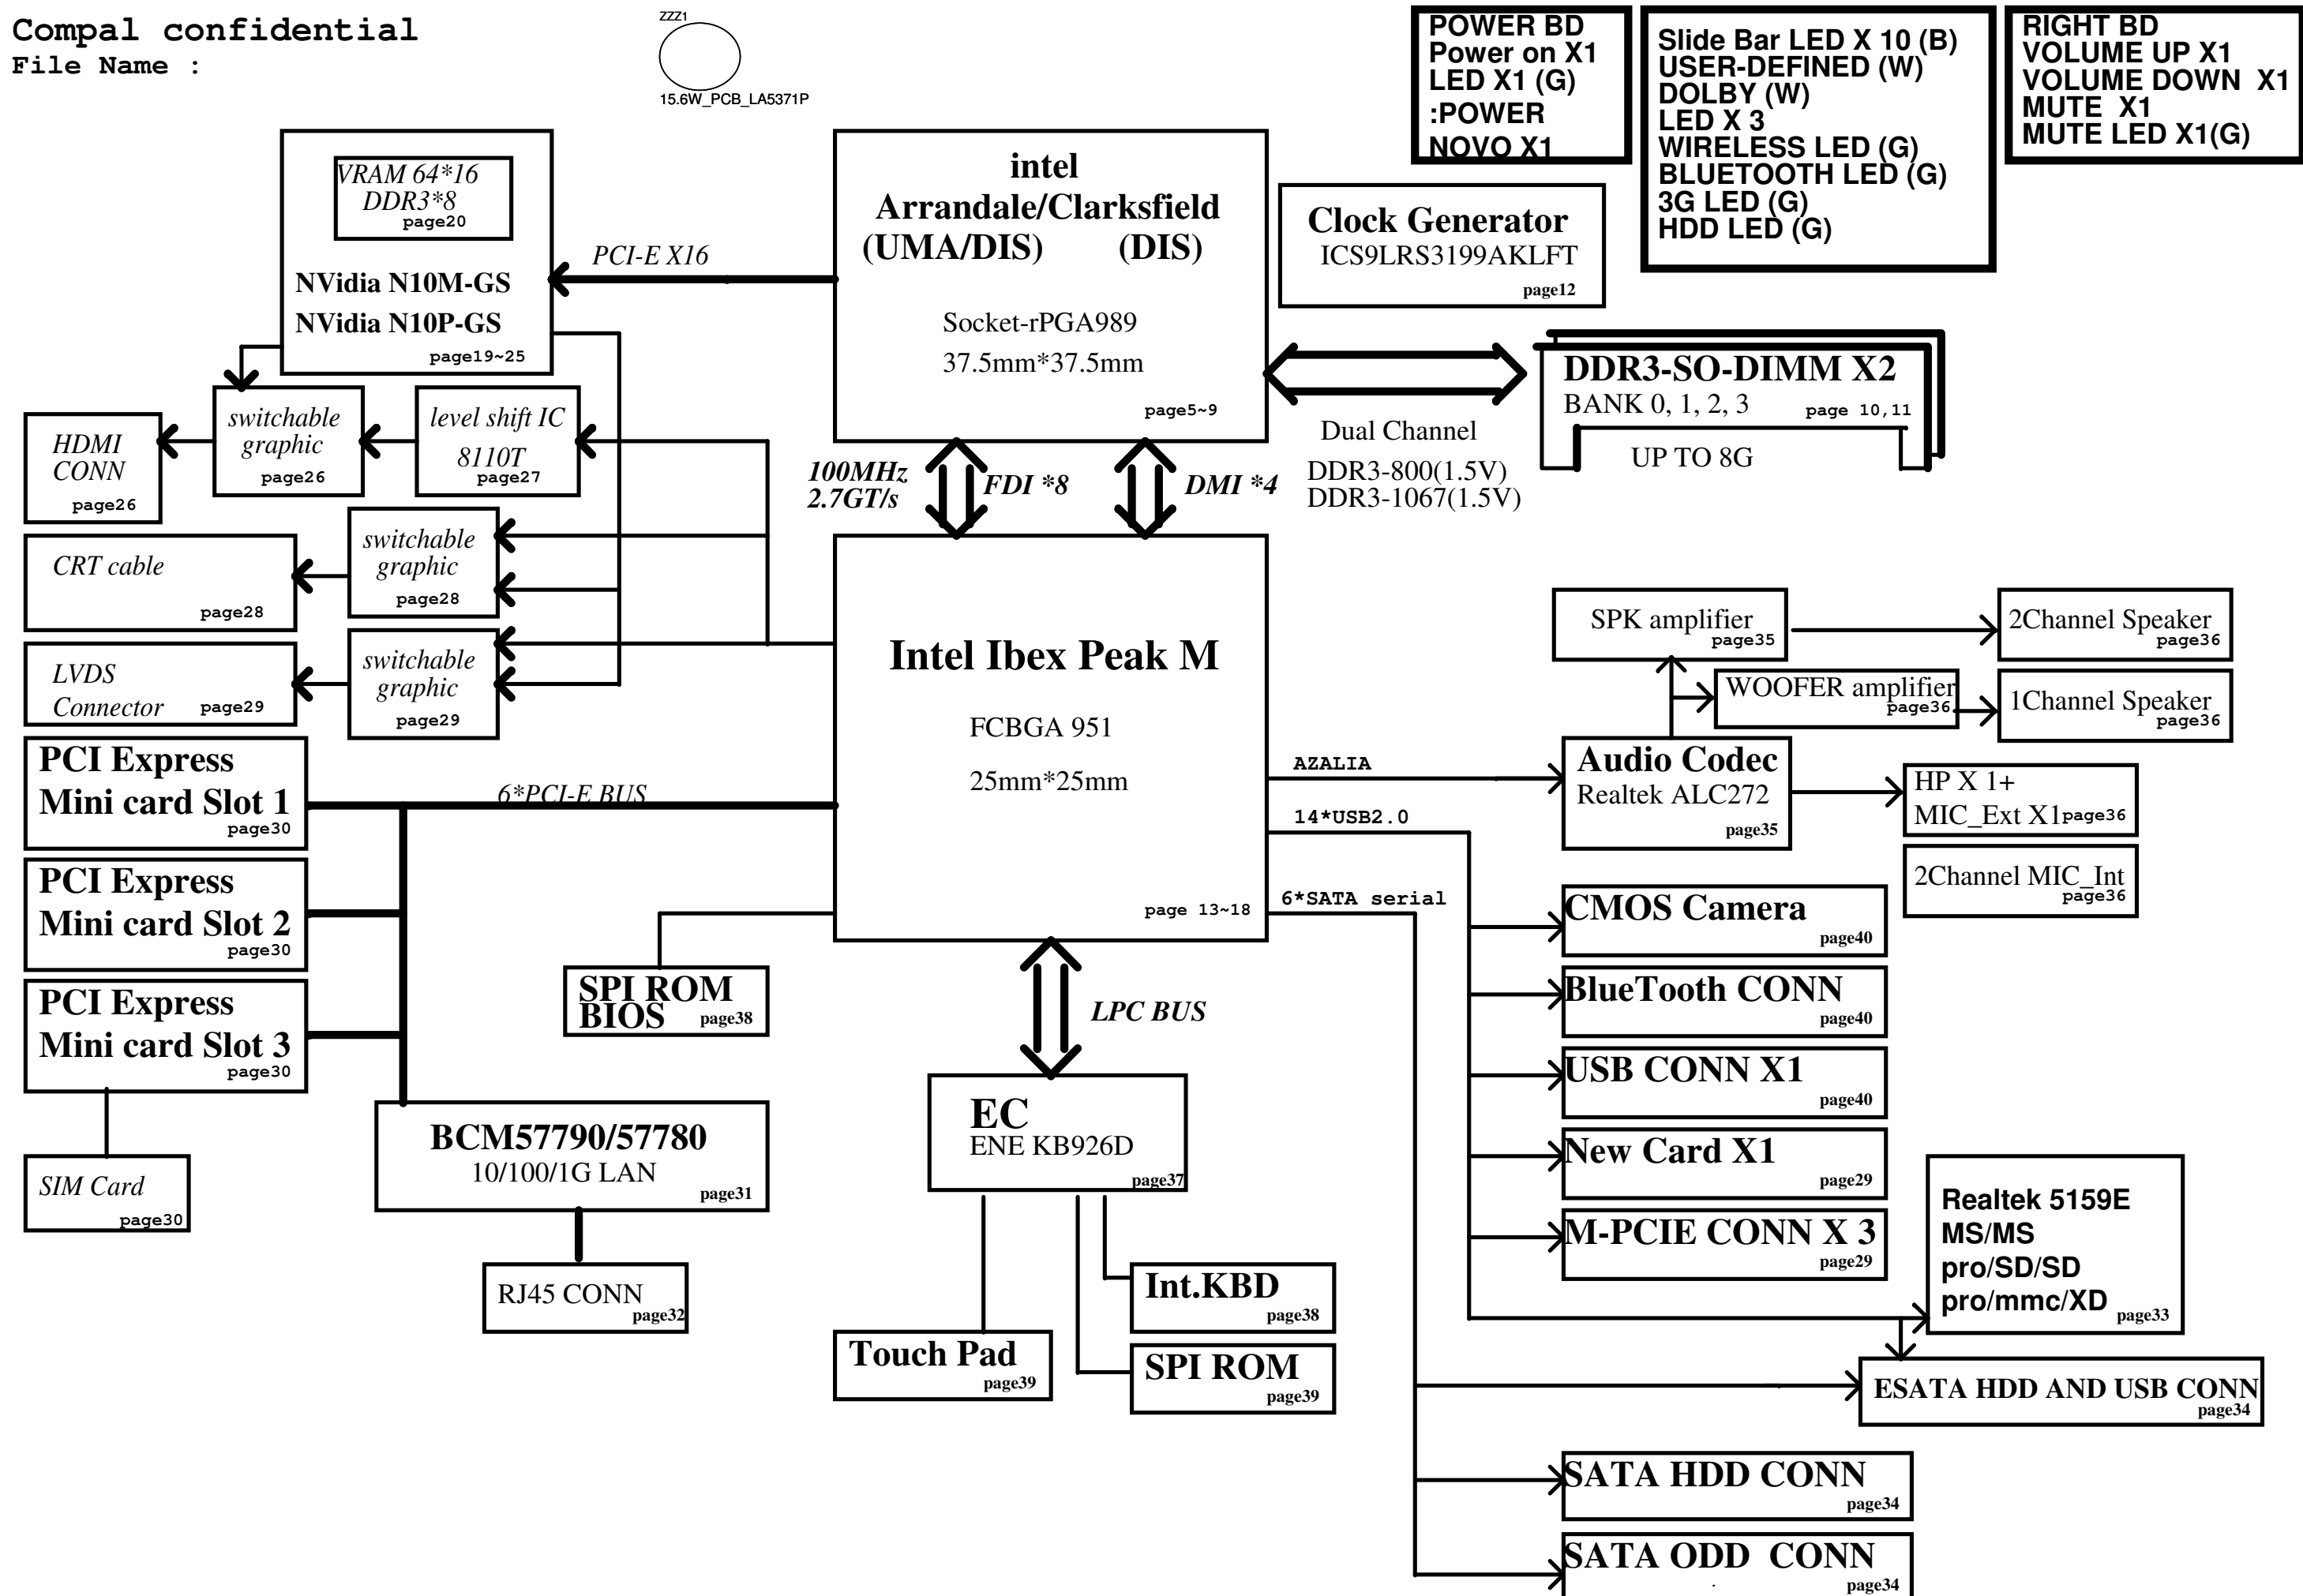 Compal confidential
File Name :
ZZZ1
15.6W_PCB_LA5371P
POWER BD
Power on X1
LED X1 (G)
:POWER
NOVO X1
Slide Bar LED X 10 (B)
USER-DEFINED (W)
DOLBY (W)
LED X 3
WIRELESS LED (G)
BLUETOOTH LED (G)
3G LED (G)
HDD LED (G)
RIGHT BD
VOLUME UP X1
VOLUME DOWN X1
MUTE X1
MUTE LED X1(G)
VRAM 64*16
DDR3*8
page20
NVidia N10M-GS
NVidia N10P-GS
page19~25
PCI-E X16
intel
Arrandale/Clarksfield
(UMA/DIS) (DIS)
Socket-rPGA989
37.5mm*37.5mm
page5~9
Clock Generator
ICS9LRS3199AKLFT
page12
DDR3-SO-DIMM X2
BANK 0, 1, 2, 3 page 10,11
UP TO 8G
Dual Channel
DDR3-800(1.5V)
DDR3-1067(1.5V)
HDMI
CONN
page26
switchable
graphic
page26
level shift IC
8110T
page27
100MHz
2.7GT/s
FDI *8
DMI *4
CRT cable
page28
switchable
graphic
page28
LVDS
Connector page29
switchable
graphic
page29
Intel Ibex Peak M
FCBGA 951
25mm*25mm
page 13~18
SPK amplifier
page35
2Channel Speaker
page36
WOOFER amplifier
page36
1Channel Speaker
page36
AZALIA
Audio Codec
Realtek ALC272
page35
HP X 1+
MIC_Ext X1page36
2Channel MIC_Int
page36
14*USB2.0
6*SATA serial
PCI Express
Mini card Slot 1
page30
6*PCI-E BUS
PCI Express
Mini card Slot 2
page30
PCI Express
Mini card Slot 3
page30
SIM Card
page30
SPI ROM
BIOS page38
LPC BUS
BCM57790/57780
10/100/1G LAN
page31
RJ45 CONN
page32
EC
ENE KB926D
page37
Touch Pad
page39
Int.KBD
page38
SPI ROM
page39
CMOS Camera
page40
BlueTooth CONN
page40
USB CONN X1
page40
New Card X1
page29
M-PCIE CONN X 3
page29
Realtek 5159E
MS/MS
pro/SD/SD
pro/mmc/XD page33
ESATA HDD AND USB CONN
page34
SATA HDD CONN
page34
SATA ODD CONN
page34